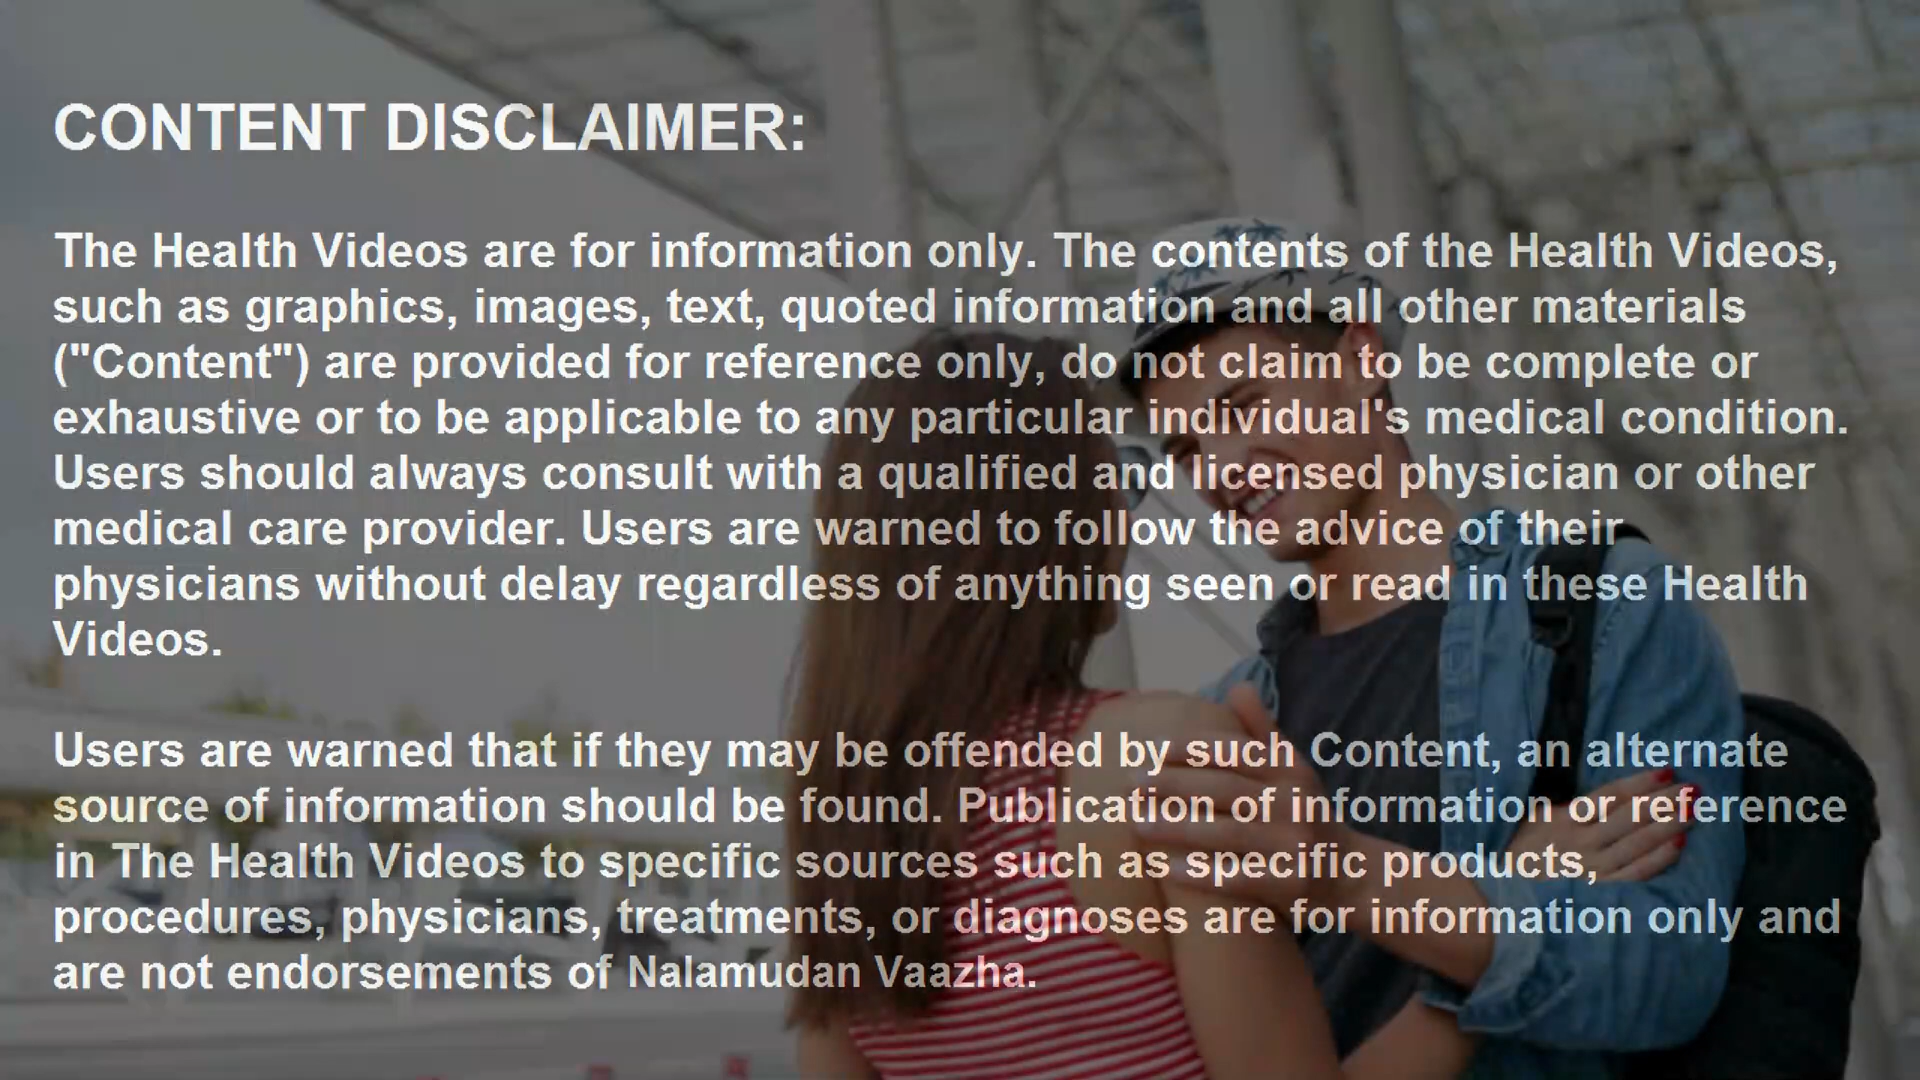 CONTENT DISCLAIMER:
The Health Videos are for information only. The contents of the Health Videos,
such as graphics, images, text, quoted information and all other materials
("Content") are provided for reference only, do not claim to be complete or
exhaustive or to be applicable to any particular individual's medical condition.
Users should always consult with a qualified and licensed physician or other
medical care provider. Users are warned to follow the advice of their
physicians without delay regardless of anything seen or read in these Health
Videos.
Users are warned that if they may be offended by such Content, an alternate
source of information should be found. Publication of information or reference
in The Health Videos to specific sources such as specific products,
procedures, physicians, treatments, or diagnoses are for information only and
are not endorsements of Nalamudan Vaazha.